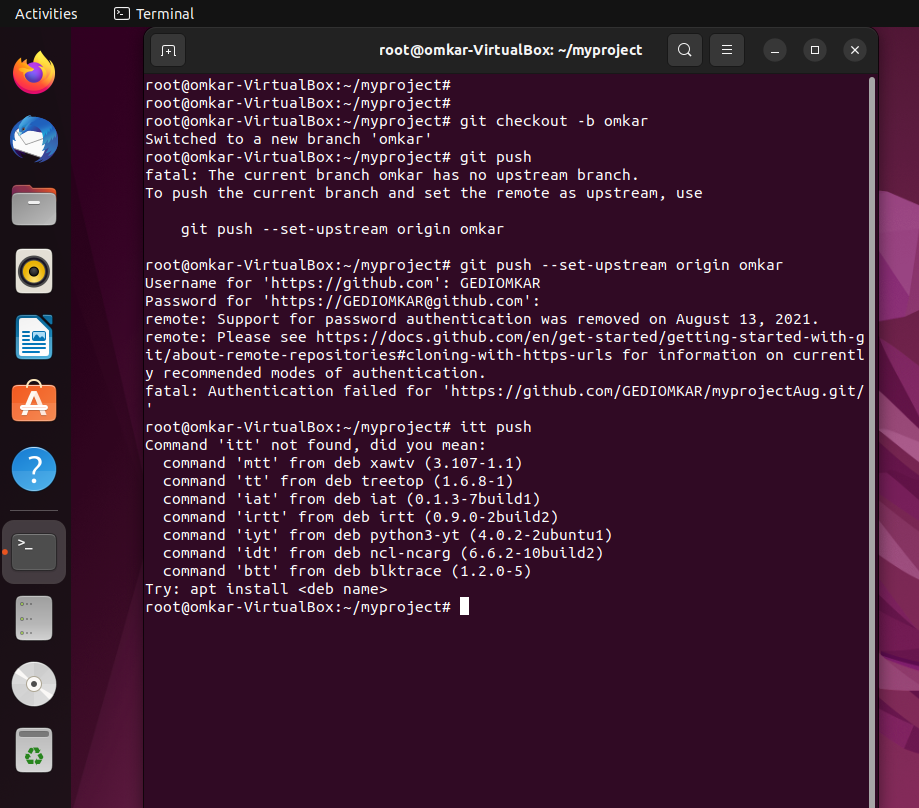 Activities Terminal
root@omkar-VirtualBox: ~/myproject
root@omkar-VirtualBox:~/myproject#
root@omkar-VirtualBox:~/myproject#
root@omkar-VirtualBox:~/myproject# git checkout -b omkar
Switched to a new branch 'omkar'
root@omkar-VirtualBox:~/myproject# git push
fatal: The current branch omkar has no upstream branch.
To push the current branch and set the remote as upstream, use

    git push --set-upstream origin omkar

root@omkar-VirtualBox:~/myproject# git push --set-upstream origin omkar
Username for 'https://github.com': GEDIOMKAR
Password for 'https://GEDIOMKAR@github.com':
remote: Support for password authentication was removed on August 13, 2021.
remote: Please see https://docs.github.com/en/get-started/getting-started-with-g
it/about-remote-repositories#cloning-with-https-urls for information on currentl
y recommended modes of authentication.
fatal: Authentication failed for 'https://github.com/GEDIOMKAR/myprojectAug.git/
'
root@omkar-VirtualBox:~/myproject# itt push
Command 'itt' not found, did you mean:
  command 'mtt' from deb xawtv (3.107-1.1)
  command 'tt' from deb treetop (1.6.8-1)
  command 'iat' from deb iat (0.1.3-7build1)
  command 'irtt' from deb irtt (0.9.0-2build2)
  command 'iyt' from deb python3-yt (4.0.2-2ubuntu1)
  command 'idt' from deb ncl-ncarg (6.6.2-10build2)
  command 'btt' from deb blktrace (1.2.0-5)
Try: apt install <deb name>
root@omkar-VirtualBox:~/myproject#